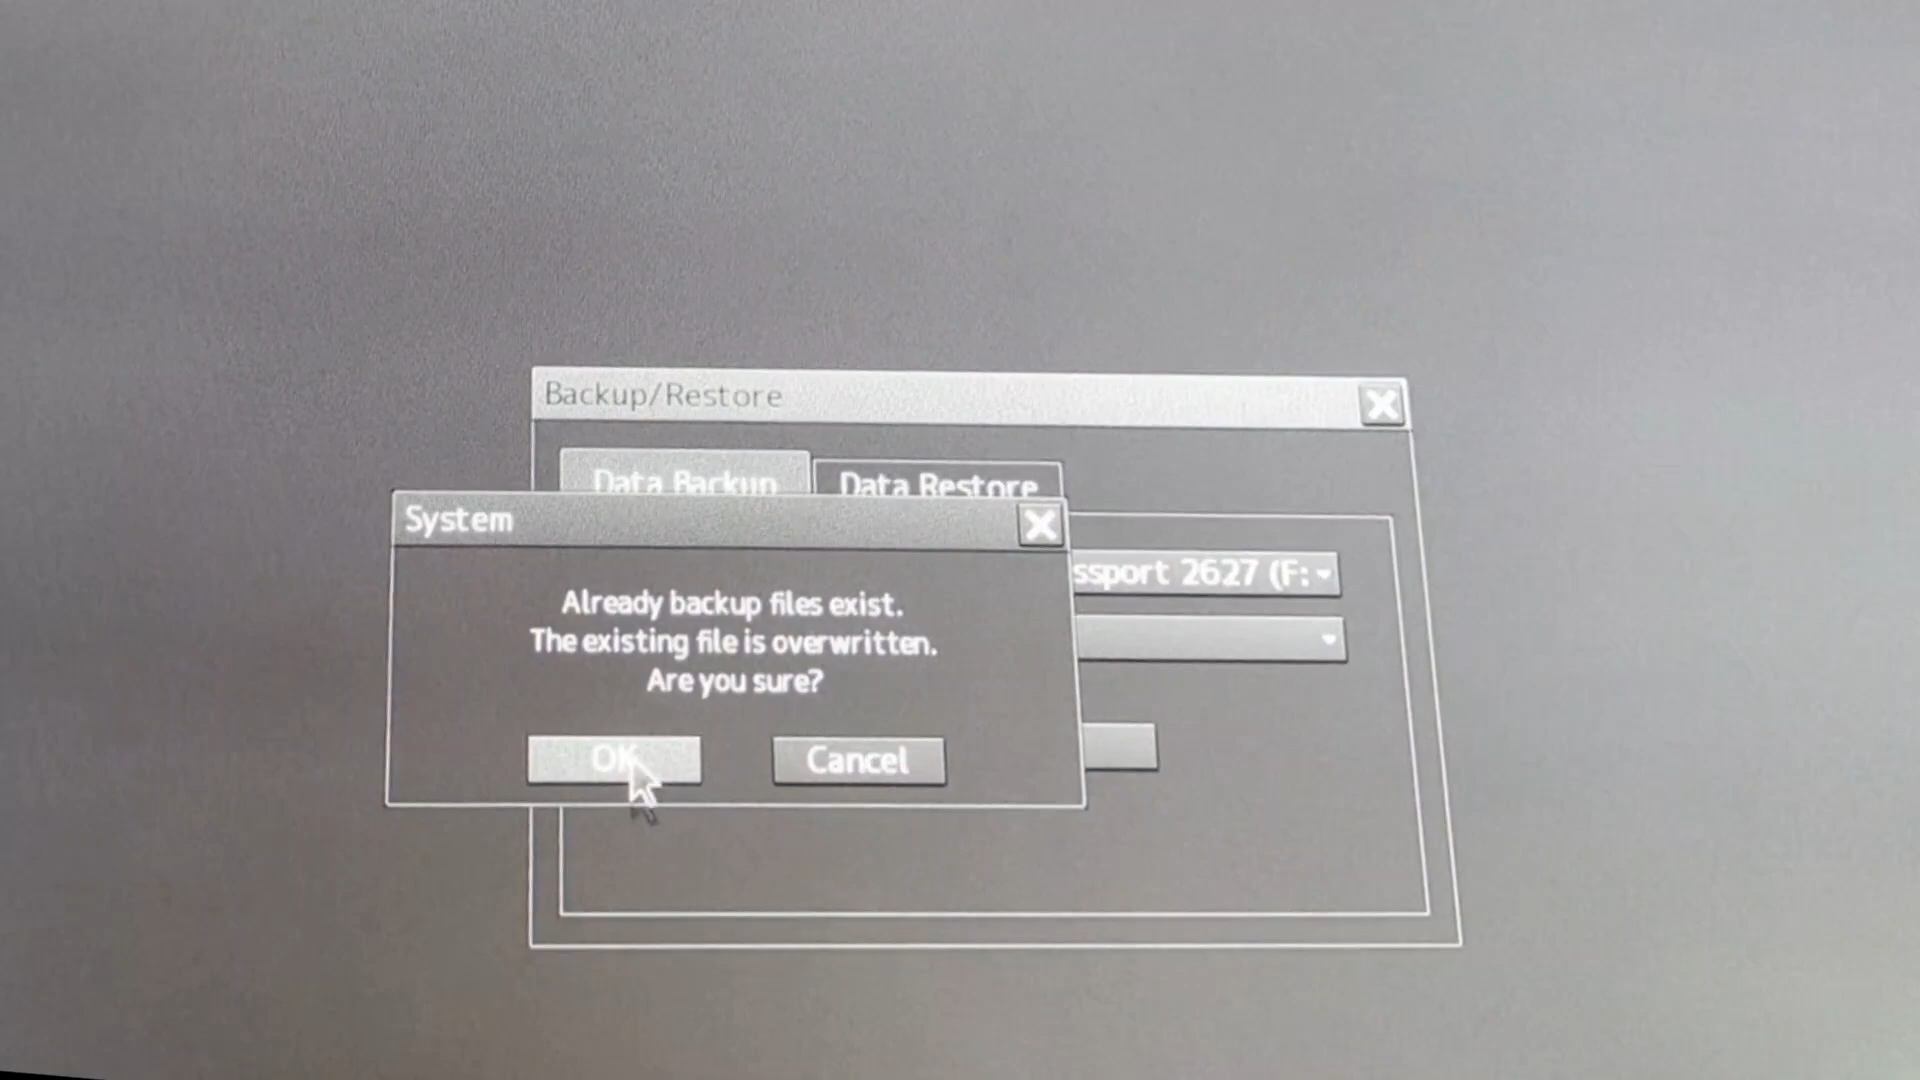 Backup/Restore
Data Backup
Data Restore
System
ssport 2627 (F:
Already backup files exist.
The existing file is overwritten.
Are you sure?
OK
Cancel